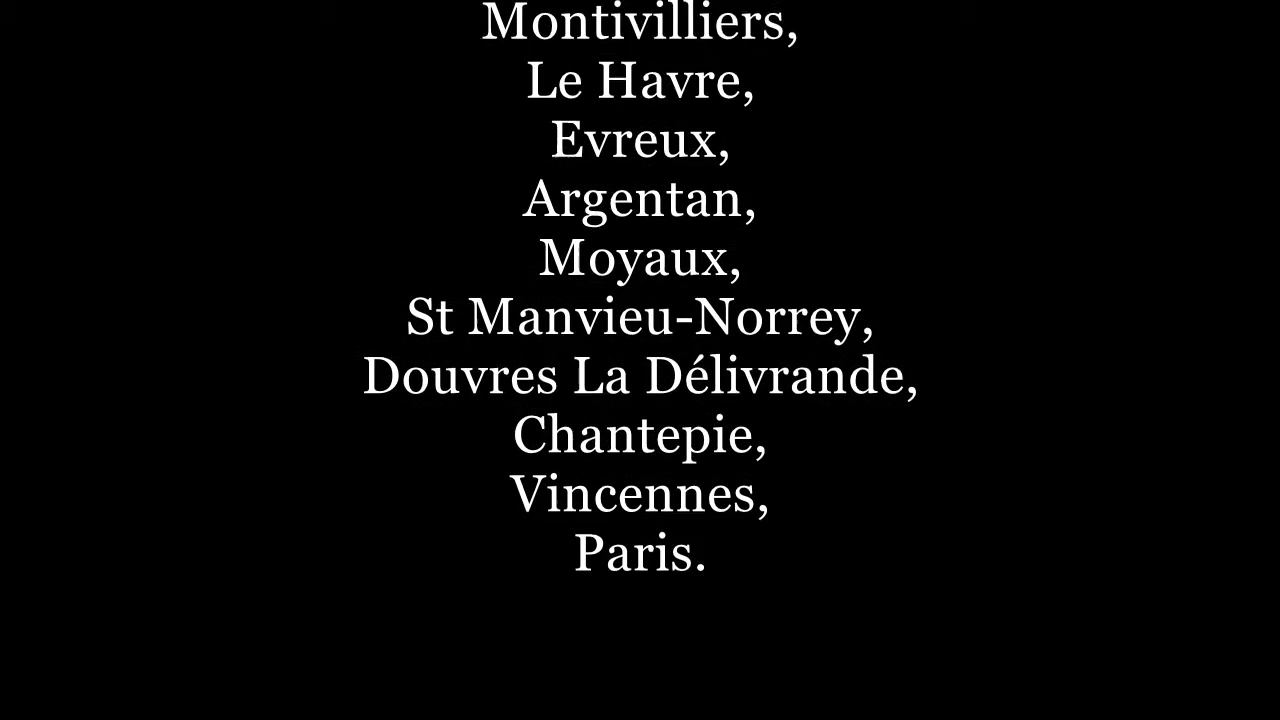 Montivilliers,
Le Havre,
Evreux,
Argentan,
Moyaux,
St Manvieu-Norrey,
Douvres La Délivrande,
Chantepie,
Vincennes,
Paris.